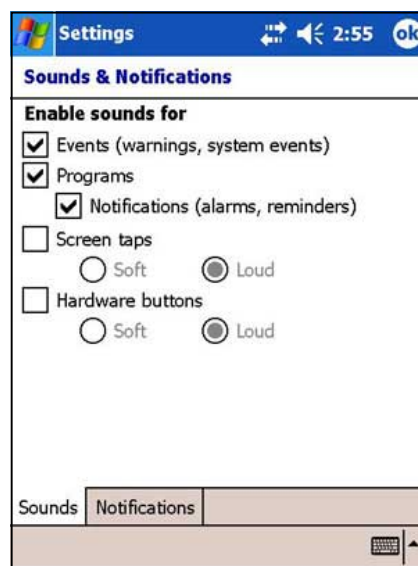 Settings 2:55 ok
Sounds & Notifications
Enable sounds for
Events (warnings, system events)
Programs
Notifications (alarms, reminders)
Screen taps
Soft Loud
Hardware buttons
Soft Loud
Sounds Notifications